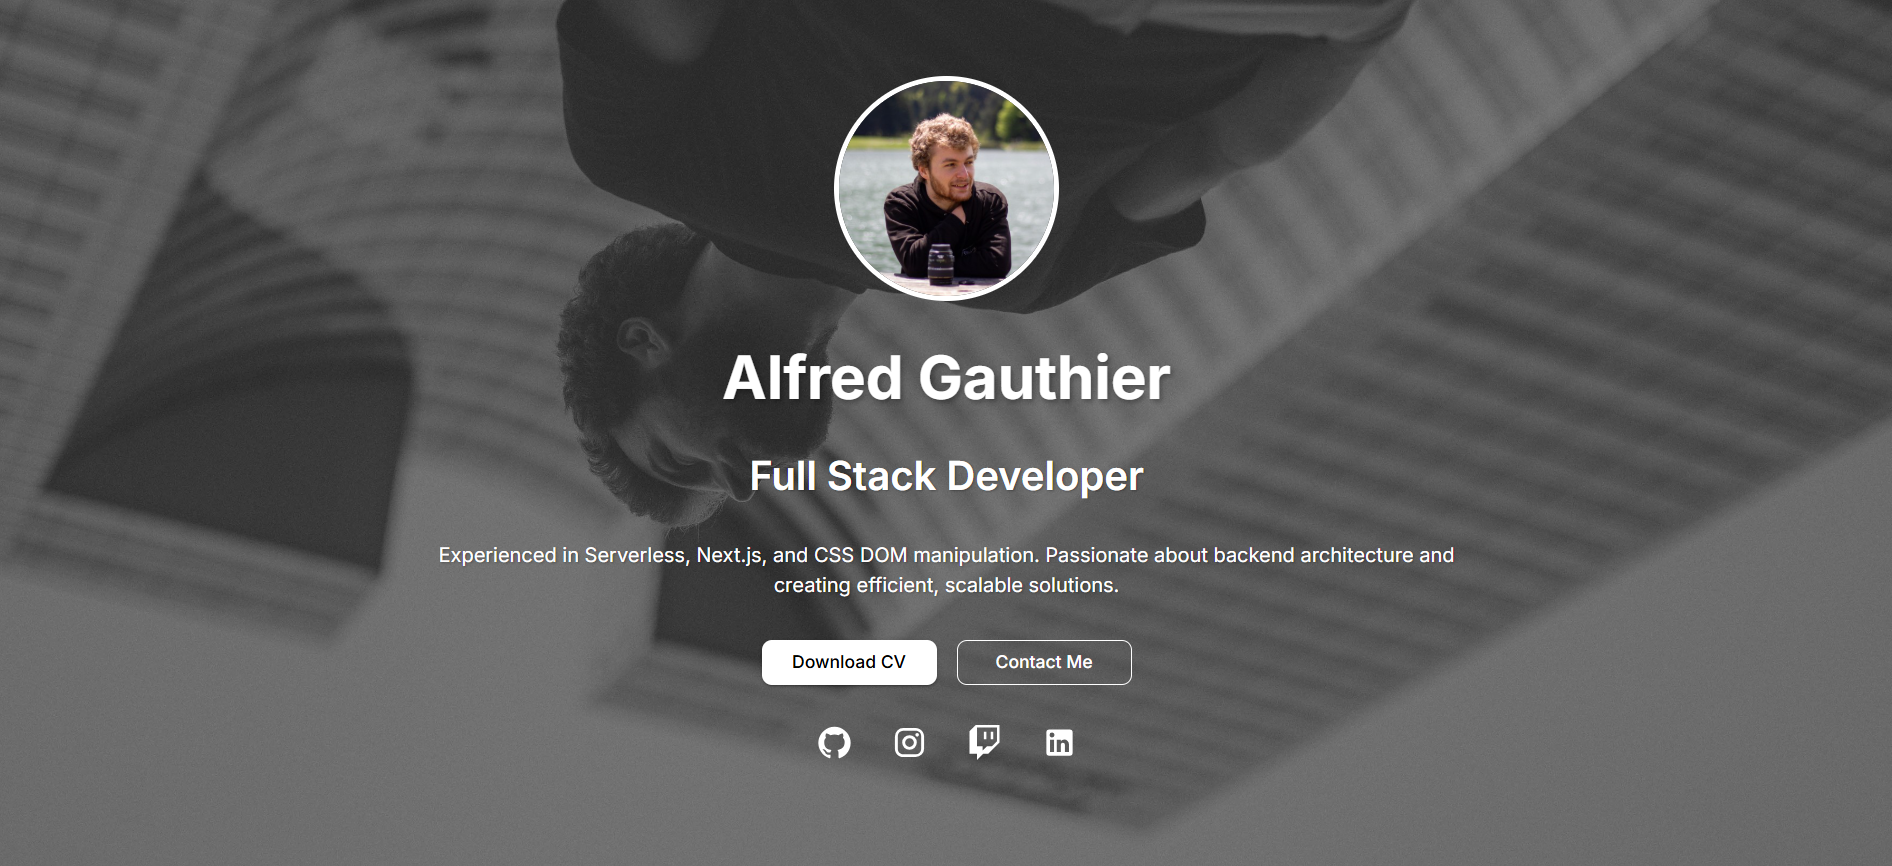 Alfred Gauthier
Full Stack Developer
Experienced in Serverless, Next.js, and CSS DOM manipulation. Passionate about backend architecture and
creating efficient, scalable solutions.
Download CV
Contact Me